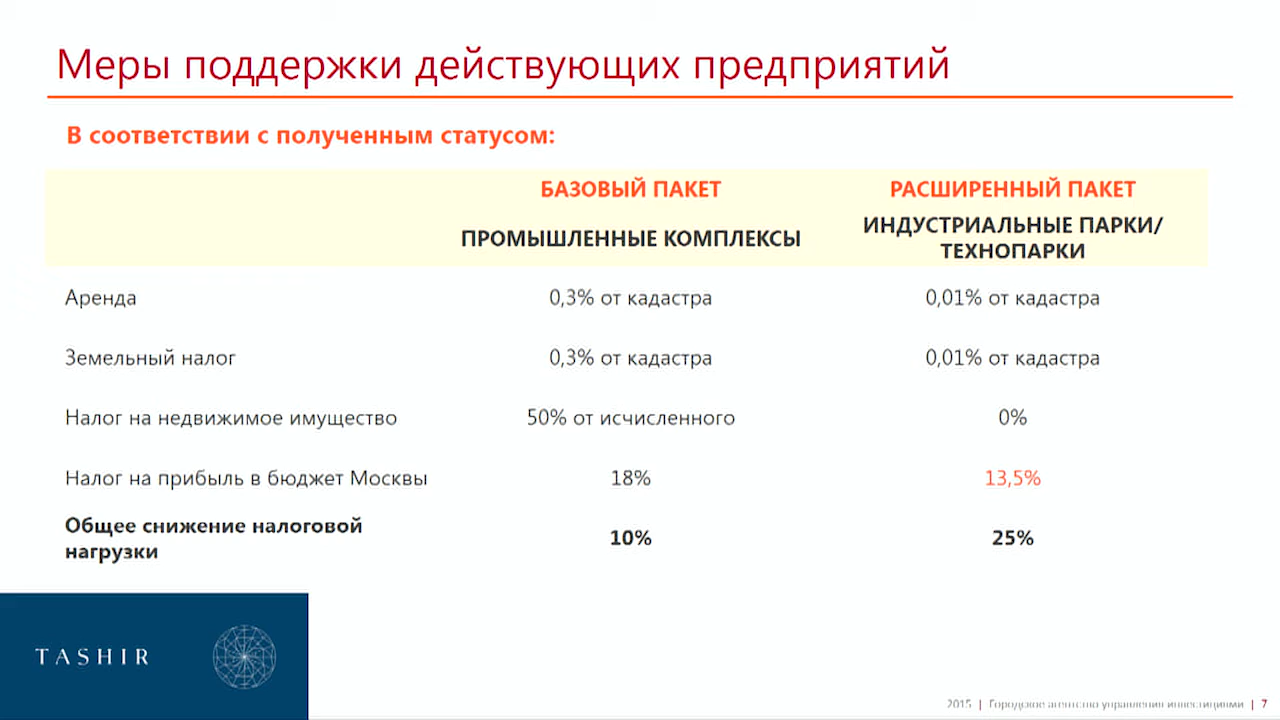 Меры поддержки действующих предприятий
В соответствии с полученным статусом:
БАЗОВЫЙ ПАКЕТ РАСШИРЕННЫЙ ПАКЕТ
ПРОМЫШЛЕННЫЕ КОМПЛЕКСЫ ИНДУСТРИАЛЬНЫЕ ПАРКИ/
ТЕХНОПАРКИ
Аренда 0,3% от кадастра 0,01% от кадастра
Земельный налог 0,3% от кадастра 0,01% от кадастра
Налог на недвижимое имущество 50% от исчисленного 0%
Налог на прибыль в бюджет Москвы 18% 13,5%
Общее снижение налоговой
нагрузки 10% 25%
TASHIR
2015 | Городское агентство управления инвестициями | 7